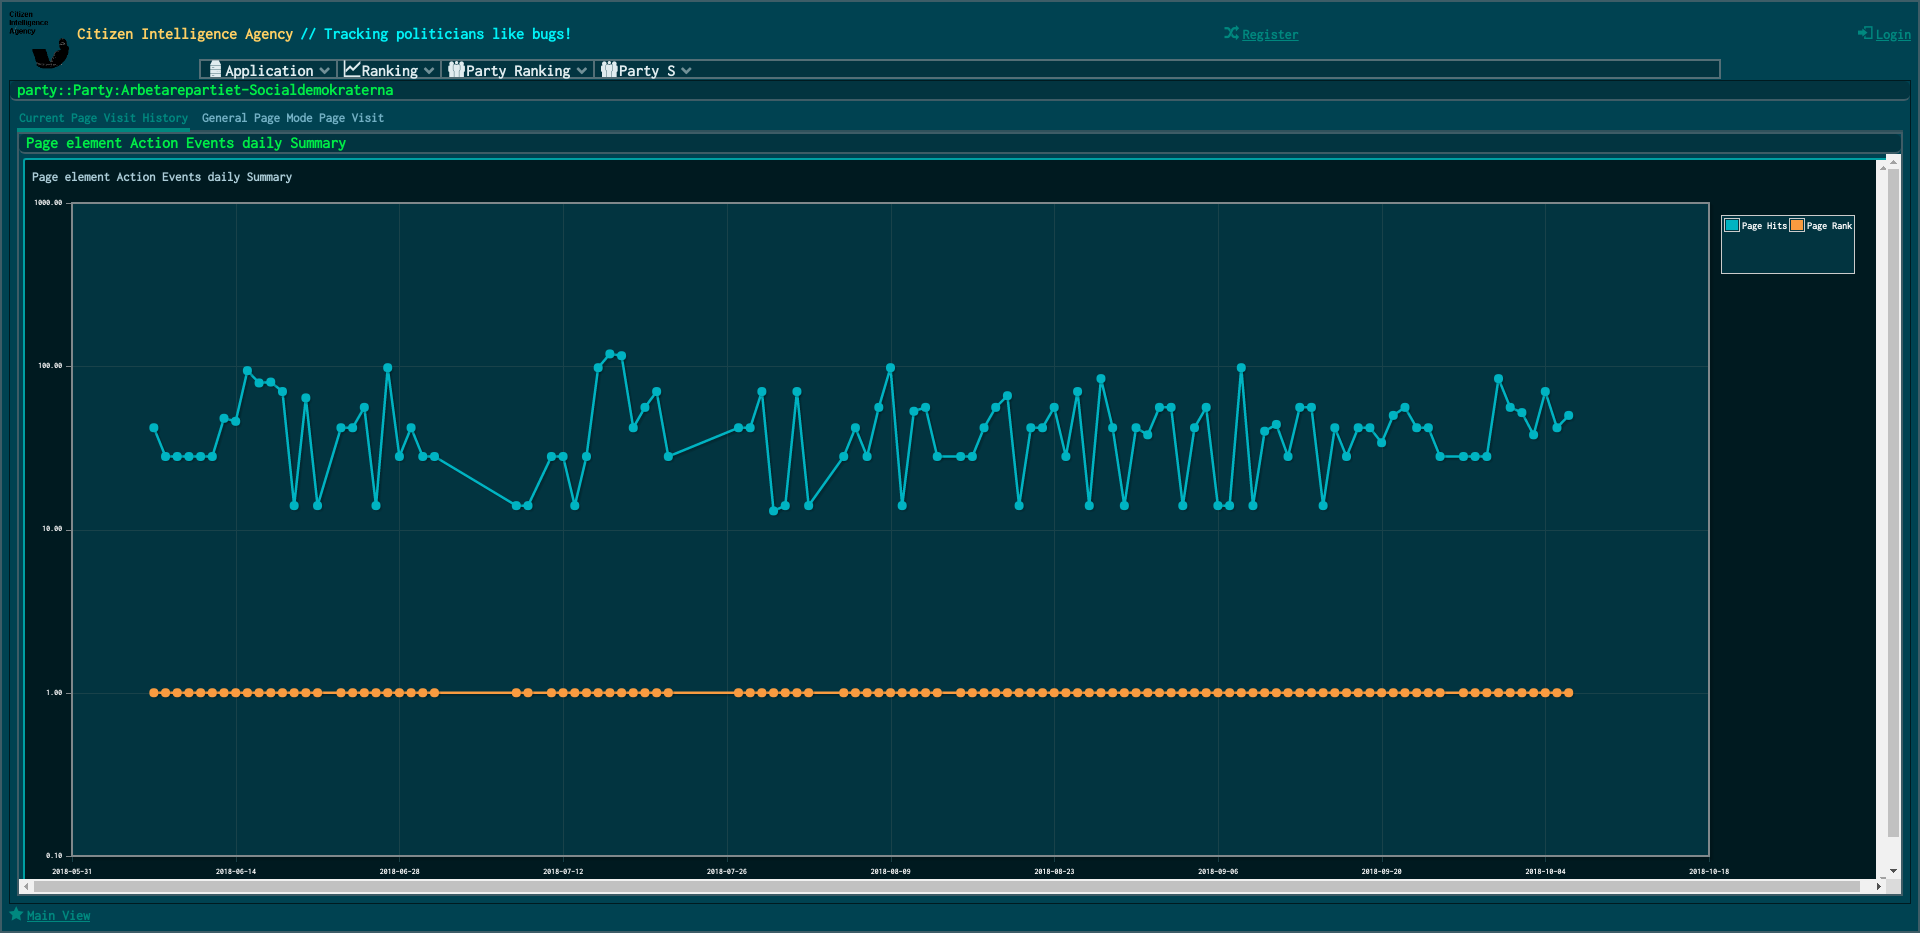 Citizen
Intelligence
Agency
Citizen Intelligence Agency // Tracking politicians like bugs!
Register
Login
Application
Ranking
Party Ranking
Party S
party::Party:Arbetarepartiet-Socialdemokraterna
Current Page Visit History
General Page Mode Page Visit
Page element Action Events daily Summary
Page element Action Events daily Summary
1000.00
100.00
10.00
1.00
0.10
Page Hits
Page Rank
2018-05-31
2018-06-14
2018-06-28
2018-07-12
2018-07-26
2018-08-09
2018-08-23
2018-09-06
2018-09-20
2018-10-04
2018-10-18
Main View